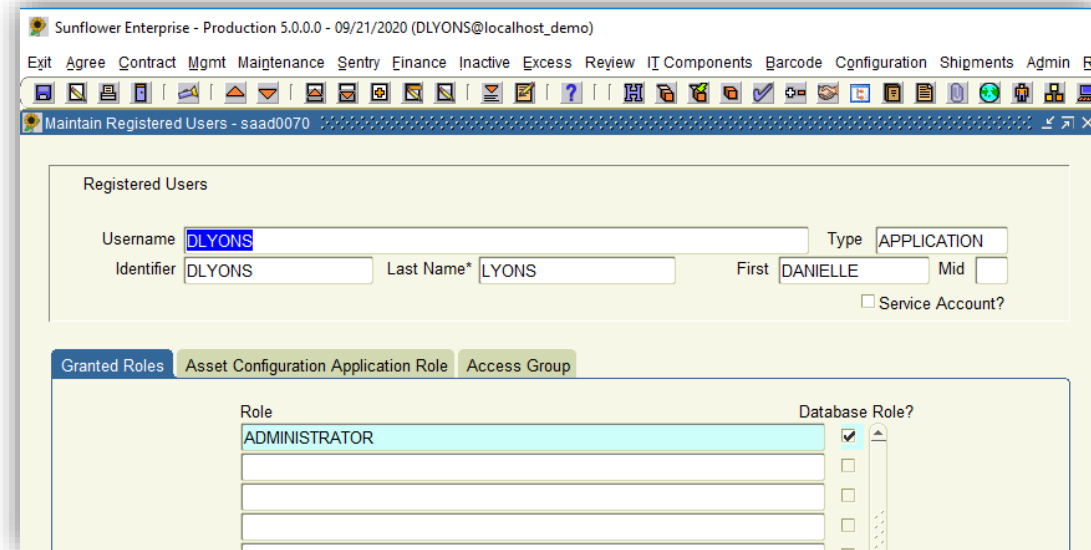 Sunflower Enterprise - Production 5.0.0.0 - 09/21/2020 (DLYONS@localhost_demo)
Exit Agree Contract Mgmt Maintenance Sentry Finance Inactive Excess Review IT Components Barcode Configuration Shipments Admin R
Maintain Registered Users - saad0070
Registered Users
Username DLYONS Type APPLICATION
Identifier DLYONS Last Name* LYONS First DANIELLE Mid
Service Account?
Granted Roles Asset Configuration Application Role Access Group
Role Database Role?
ADMINISTRATOR